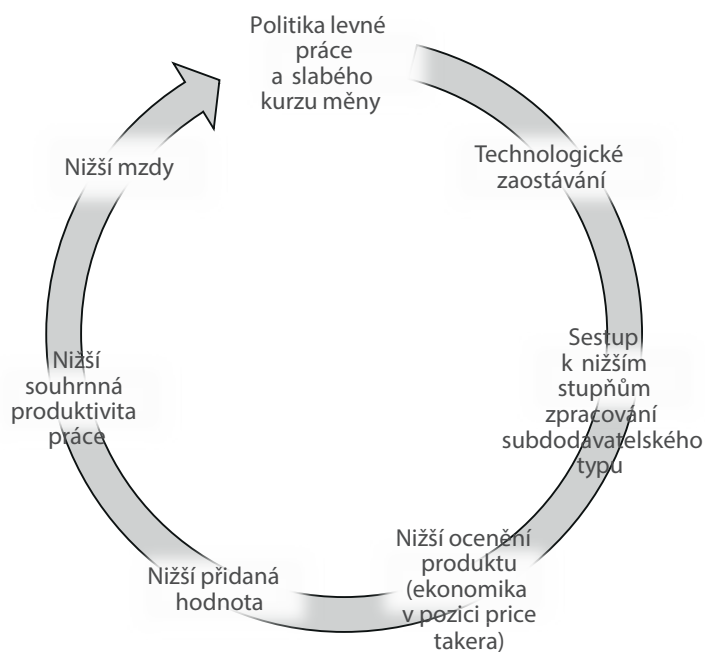 Politika levné
práce
a slabého
kurzu měny
Technologické
zaostávání
Sestup
k nižším
stupňům
zpracování
subdodavatelského
typu
Nižší ocenění
produktu
(ekonomika
v pozici price
takera)
Nižší přidaná
hodnota
Nižší
souhrnná
produktivita
práce
Nižší mzdy